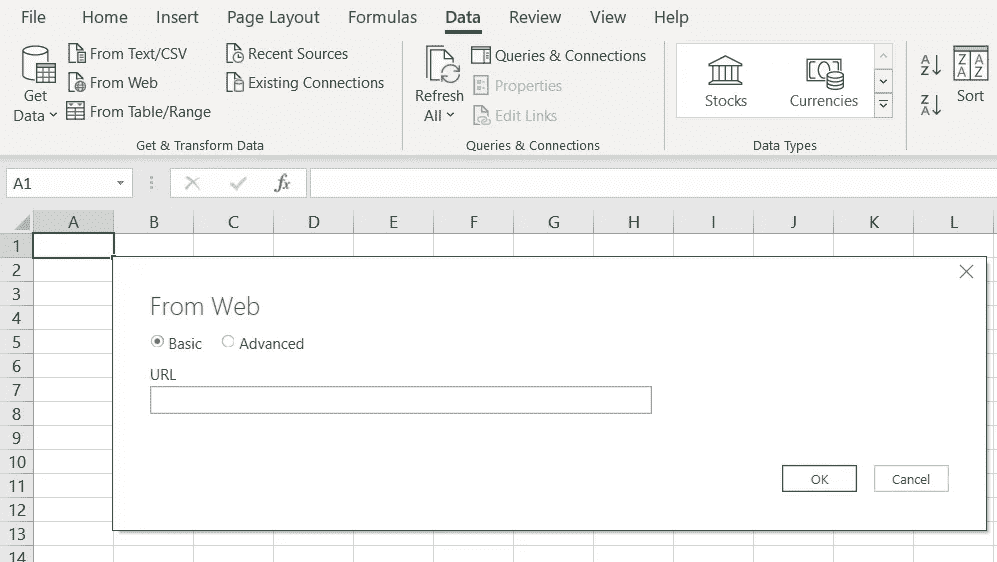 File Home Insert Page Layout Formulas Data Review View Help
Get Data
From Text/CSV
From Web
From Table/Range
Recent Sources
Existing Connections
Get & Transform Data
Refresh All
Queries & Connections
Properties
Edit Links
Queries & Connections
Stocks
Currencies
Data Types
A Z
Z A
Z A A Z
Sort
A1
fx
A B C D E F G H I J K L
1
2
3
4
5
6
7
8
9
10
11
12
13
14
From Web
Basic Advanced
URL
OK Cancel